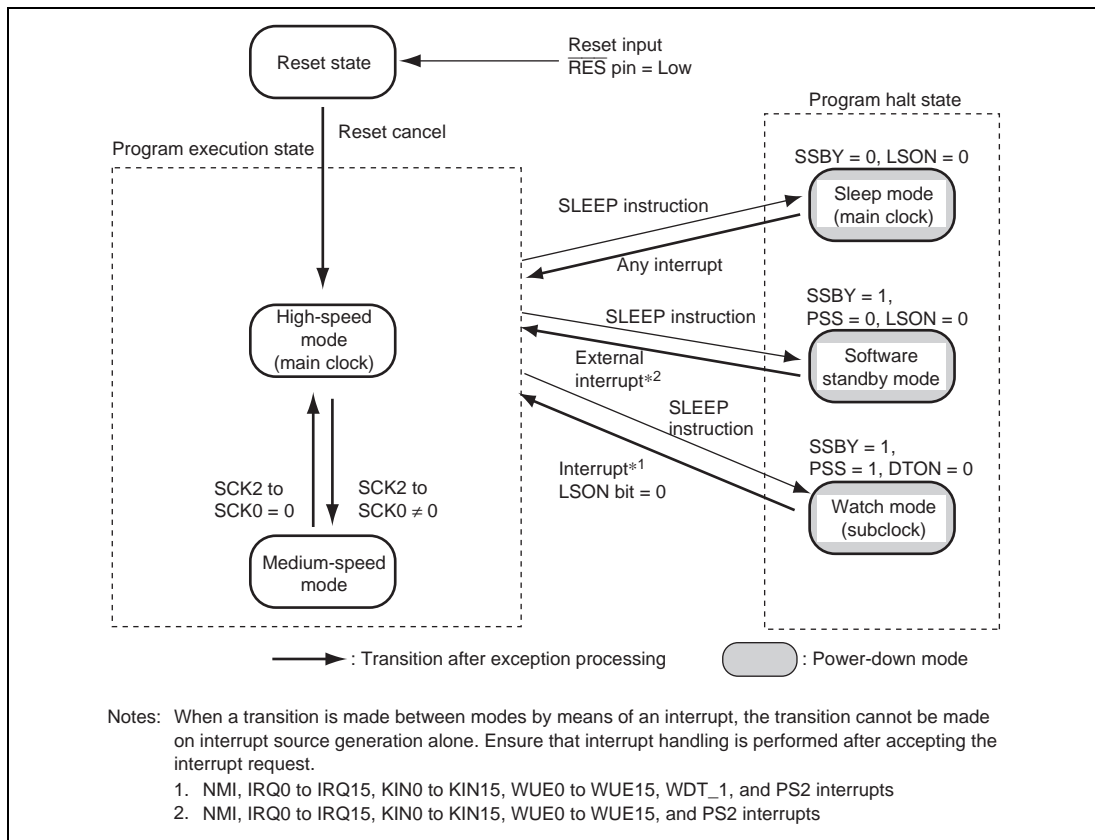 Reset state
Reset input
RES pin = Low
Reset cancel
Program execution state
Program halt state
SSBY = 0, LSON = 0
Sleep mode
(main clock)
SLEEP instruction
Any interrupt
High-speed
mode
(main clock)
SSBY = 1,
PSS = 0, LSON = 0
Software
standby mode
SLEEP instruction
External
interrupt*2
SLEEP
instruction
SSBY = 1,
PSS = 1, DTON = 0
Watch mode
(subclock)
Interrupt*1
LSON bit = 0
SCK2 to
SCK0 = 0
SCK2 to
SCK0 ≠ 0
Medium-speed
mode
: Transition after exception processing
: Power-down mode
Notes: When a transition is made between modes by means of an interrupt, the transition cannot be made
on interrupt source generation alone. Ensure that interrupt handling is performed after accepting the
interrupt request.
1. NMI, IRQ0 to IRQ15, KIN0 to KIN15, WUE0 to WUE15, WDT_1, and PS2 interrupts
2. NMI, IRQ0 to IRQ15, KIN0 to KIN15, WUE0 to WUE15, and PS2 interrupts